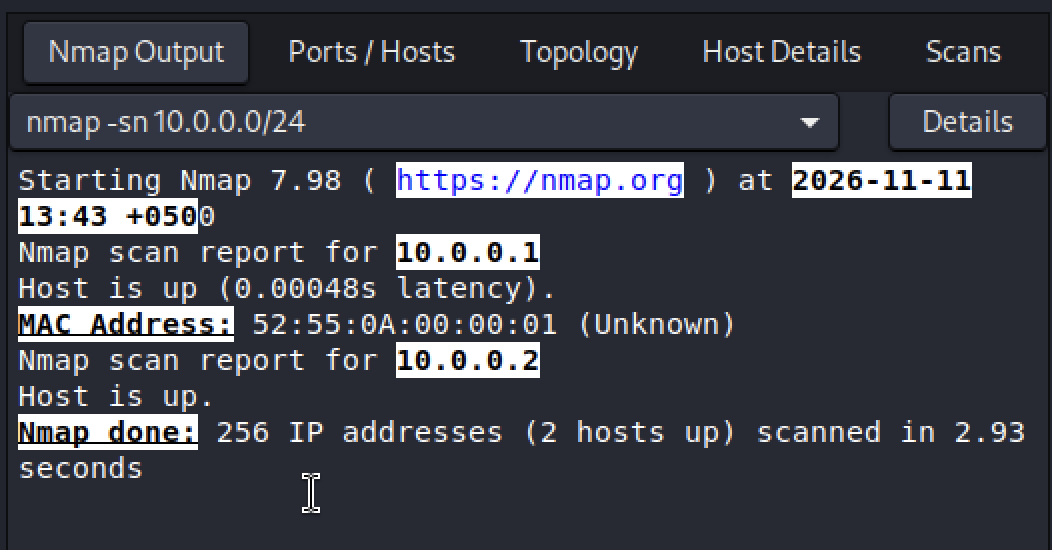 Nmap Output Ports / Hosts Topology Host Details Scans
nmap -sn 10.0.0.0/24 Details
Starting Nmap 7.98 ( https://nmap.org ) at 2026-11-11
13:43 +0500
Nmap scan report for 10.0.0.1
Host is up (0.00048s latency).
MAC Address: 52:55:0A:00:00:01 (Unknown)
Nmap scan report for 10.0.0.2
Host is up.
Nmap done: 256 IP addresses (2 hosts up) scanned in 2.93
seconds